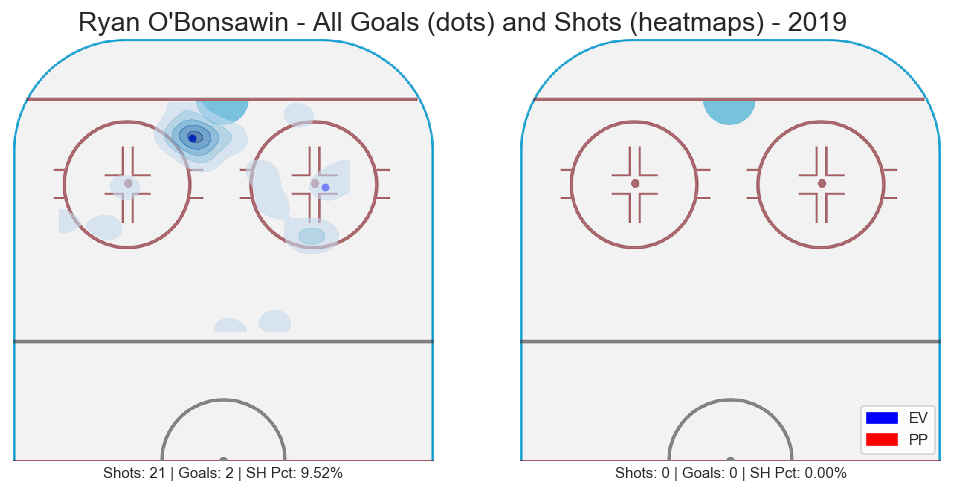 Ryan O'Bonsawin - All Goals (dots) and Shots (heatmaps) - 2019
EV
PP
Shots: 21 | Goals: 2 | SH Pct: 9.52%
Shots: 0 | Goals: 0 | SH Pct: 0.00%